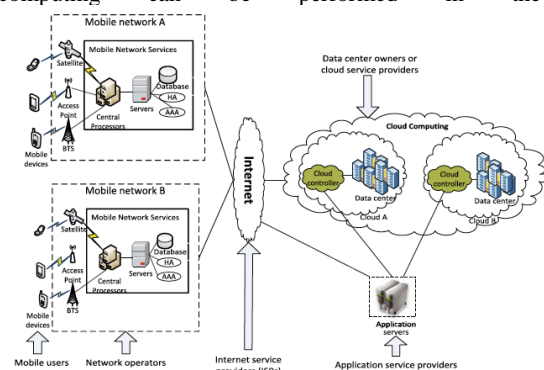 computing can be performed in the
Mobile network A
Mobile Network Services
Satellite
Database
HA
AAA
Access
Point
Central
Processors
Servers
Mobile
devices
BTS
Mobile network B
Mobile Network Services
Satellite
Database
HA
AAA
Access
Point
Central
Processors
Servers
Mobile
devices
BTS
Mobile users
Network operators
Internet
Internet service
providers (ISPs)
Data center owners or
cloud service providers
Cloud Computing
Cloud
controller
Data center
Cloud A
Cloud
controller
Data center
Cloud B
Application
servers
Application service providers